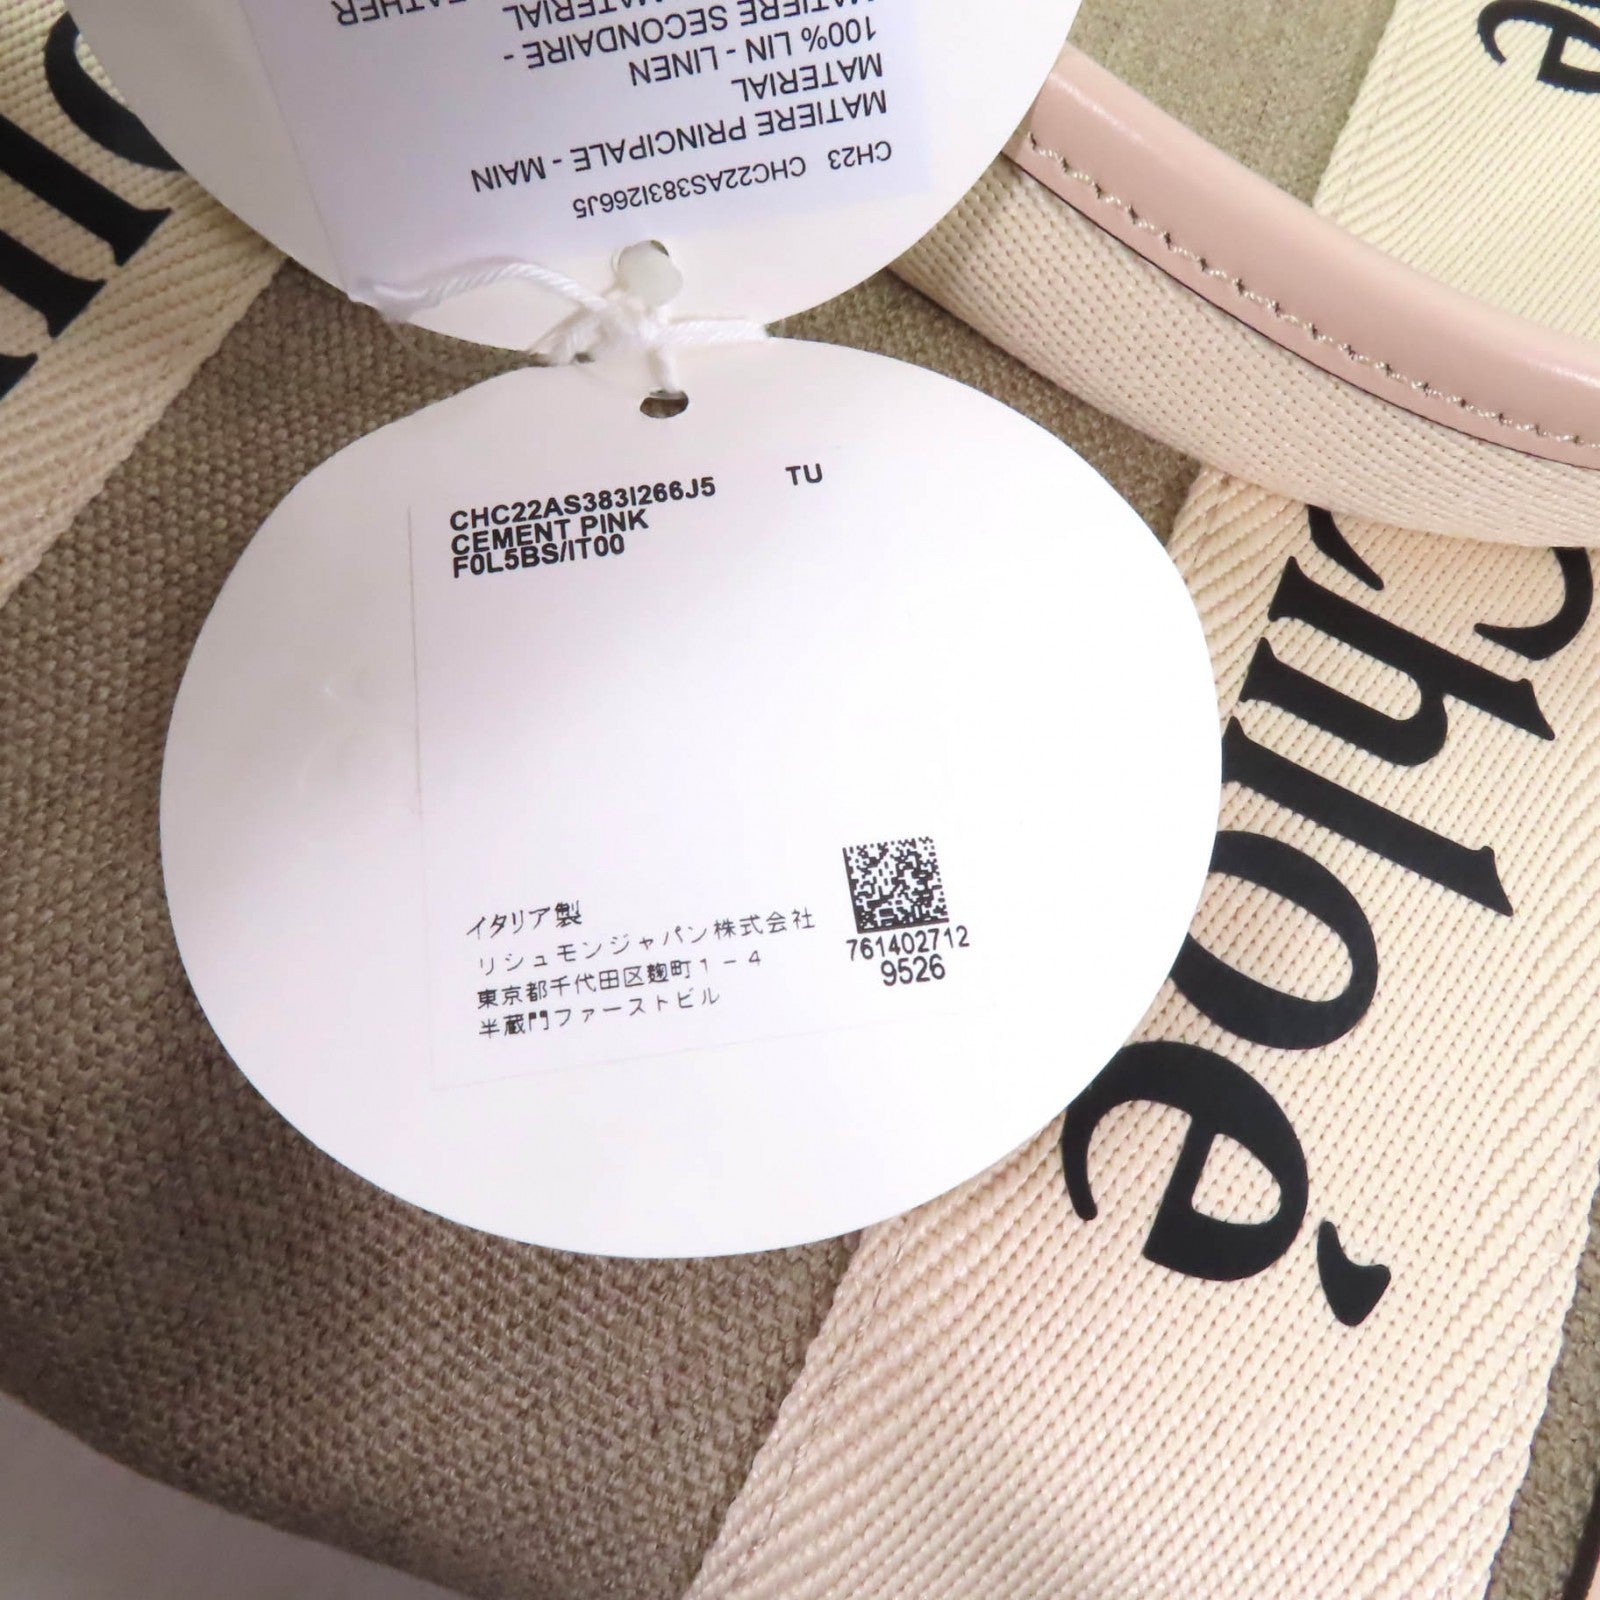 CH23 CHC22AS383I266J5
MATIERE PRINCIPALE - MAIN
MATERIAL
100% LIN - LINEN
MATIERE SECONDAIRE -
MATERIAL
CHC22AS383I266J5 TU
CEMENT PINK
F0L5BS/IT00
イタリア製
リシュモンジャパン株式会社
東京都千代田区麹町1-4
半蔵門ファーストビル
761402712
9526
Chloé